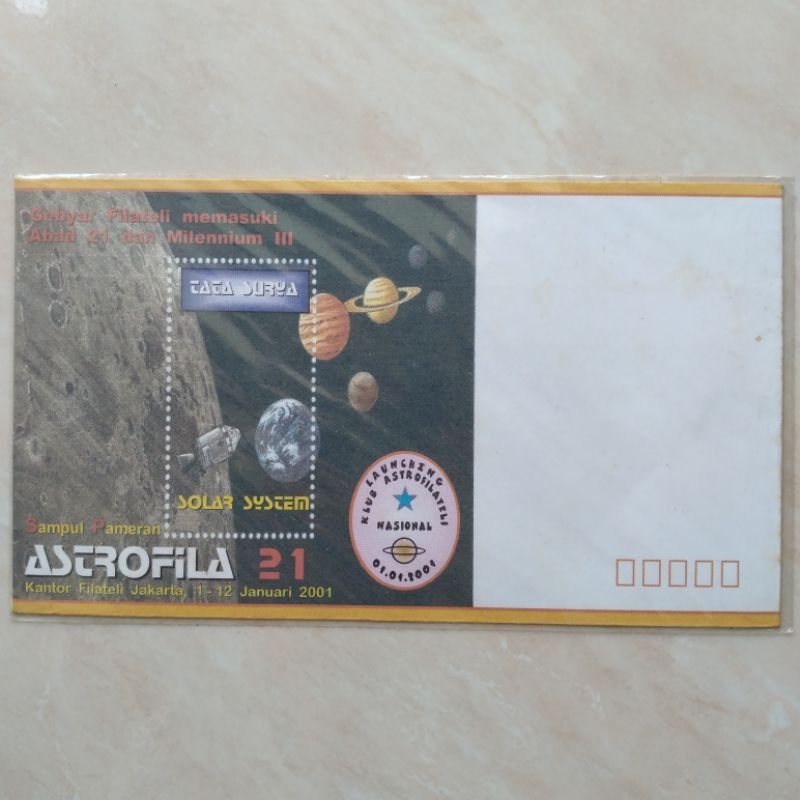 Gebyar Filateli memasuki
Abad 21 dan Milennium III
TATA SURYA
SOLAR SYSTEM
Sampul Pameran
ASTROFILA 21
Kantor Filateli Jakarta, 1 - 12 Januari 2001
LAUNCHING
KLUB ASTROFILATELI
NASIONAL
01.01.2001